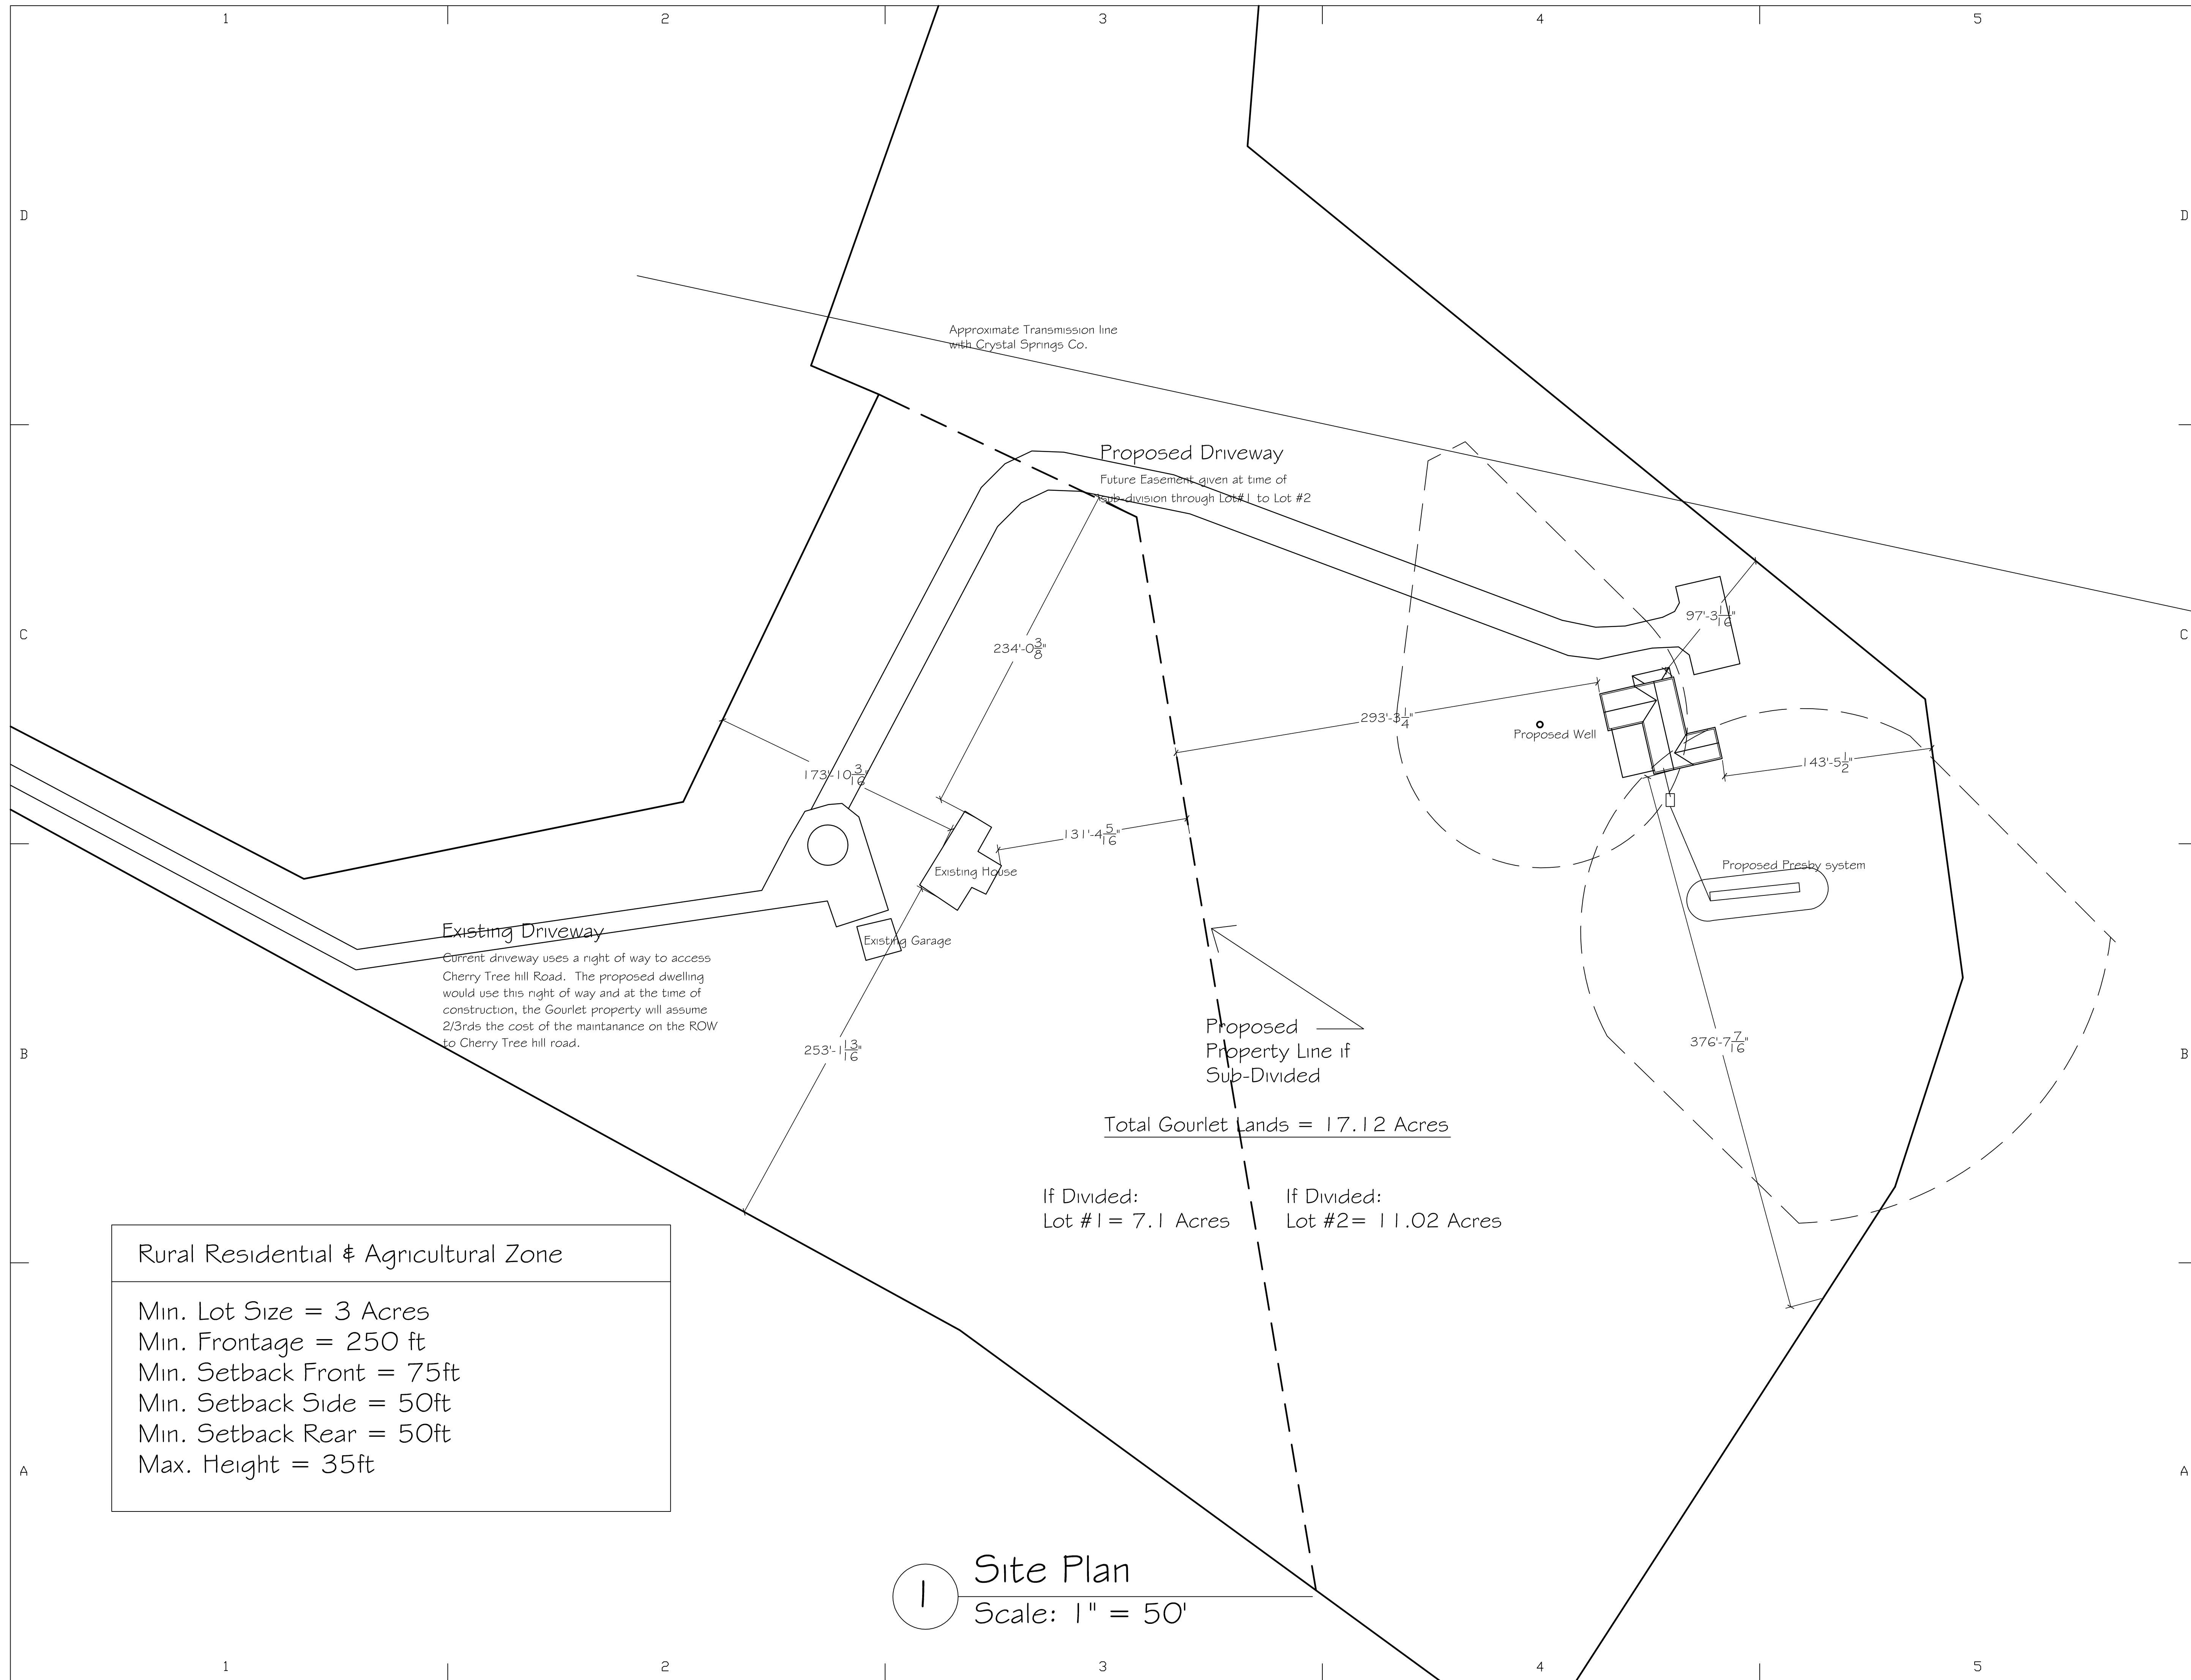 1 2 3 4 5
D D
Approximate Transmission line
with Crystal Springs Co.
Proposed Driveway
Future Easement given at time of
sub-division through Lot#1 to Lot #2
C C
97'-3 11/16"
234'-0 3/8"
293'-3 1/4"
Proposed Well
143'-5 1/2"
173'-10 3/16"
131'-4 5/16"
Existing House
Proposed Presby system
Existing Garage
Existing Driveway
Current driveway uses a right of way to access
Cherry Tree hill Road. The proposed dwelling
would use this right of way and at the time of
construction, the Gourlet property will assume
2/3rds the cost of the maintanance on the ROW
to Cherry Tree hill road.
Proposed
Property Line if
Sub-Divided
253'-1 13/16"
376'-7 7/16"
B B
Total Gourlet Lands = 17.12 Acres
If Divided:
Lot #1= 7.1 Acres
If Divided:
Lot #2= 11.02 Acres
Rural Residential & Agricultural Zone
Min. Lot Size = 3 Acres
Min. Frontage = 250 ft
Min. Setback Front = 75ft
Min. Setback Side = 50ft
Min. Setback Rear = 50ft
Max. Height = 35ft
A A
1
Site Plan
Scale: 1" = 50'
1 2 3 4 5